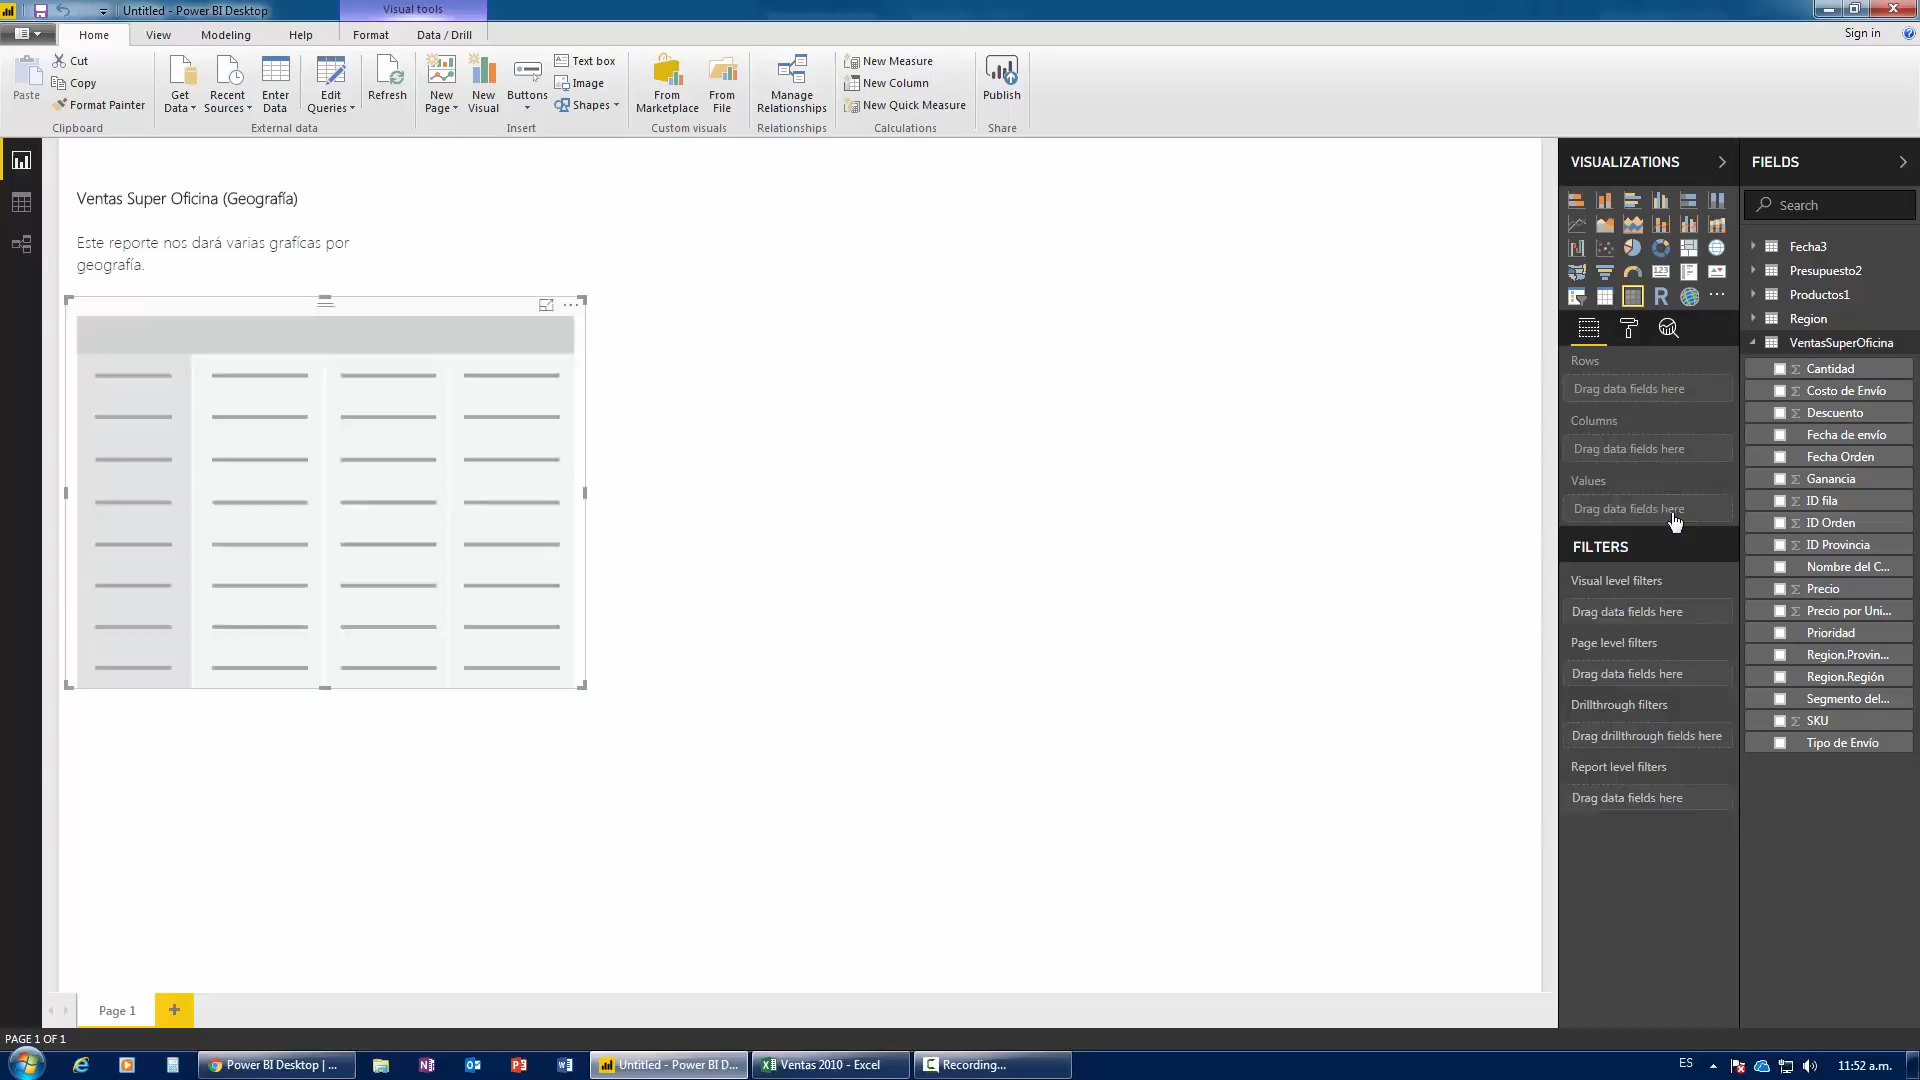 Untitled - Power BI Desktop
Visual tools
Home
View
Modeling
Help
Format
Data / Drill
Sign in
Paste
Cut
Copy
Format Painter
Clipboard
Get Data
Recent Sources
Enter Data
External data
Edit Queries
Refresh
New Page
New Visual
Buttons
Text box
Image
Shapes
Insert
From Marketplace
From File
Custom visuals
Manage Relationships
Relationships
New Measure
New Column
New Quick Measure
Calculations
Publish
Share
Ventas Super Oficina (Geografía)
Este reporte nos dará varias grafícas por
geografía.
VISUALIZATIONS
R
123
Rows
Drag data fields here
Columns
Drag data fields here
Values
Drag data fields here
FILTERS
Visual level filters
Drag data fields here
Page level filters
Drag data fields here
Drillthrough filters
Drag drillthrough fields here
Report level filters
Drag data fields here
FIELDS
Search
Fecha3
Presupuesto2
Productos1
Region
VentasSuperOficina
Σ Cantidad
Σ Costo de Envío
Σ Descuento
Fecha de envío
Fecha Orden
Σ Ganancia
Σ ID fila
Σ ID Orden
Σ ID Provincia
Nombre del C...
Σ Precio
Σ Precio por Uni...
Prioridad
Region.Provin...
Region.Región
Segmento del...
Σ SKU
Tipo de Envío
Page 1
PAGE 1 OF 1
Power BI Desktop | ...
Untitled - Power BI D...
Ventas 2010 - Excel
Recording...
ES
11:52 a.m.